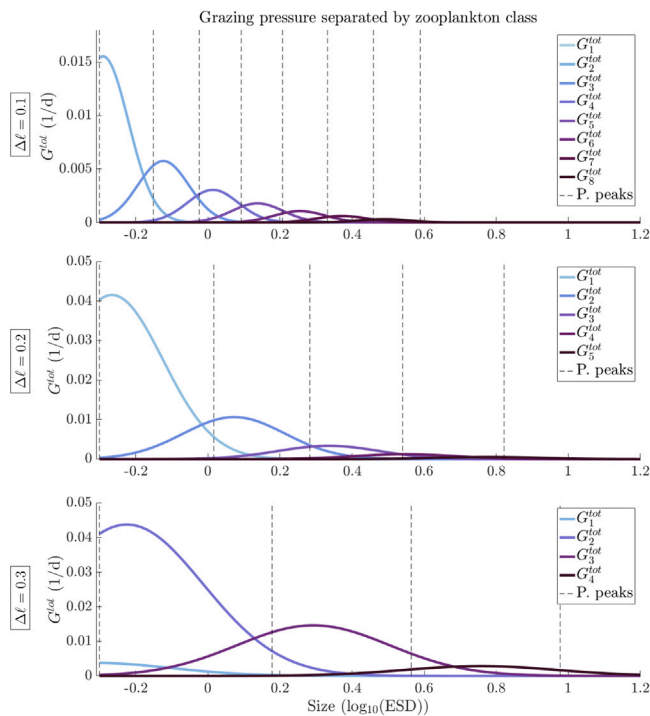 Grazing pressure separated by zooplankton class
Δℓ = 0.1
G^{tot} (1/d)
0.015
0.01
0.005
0
-0.2 0 0.2 0.4 0.6 0.8 1 1.2
G_1^{tot}
G_2^{tot}
G_3^{tot}
G_4^{tot}
G_5^{tot}
G_6^{tot}
G_7^{tot}
G_8^{tot}
P. peaks
Δℓ = 0.2
G^{tot} (1/d)
0.05
0.04
0.03
0.02
0.01
0
-0.2 0 0.2 0.4 0.6 0.8 1 1.2
G_1^{tot}
G_2^{tot}
G_3^{tot}
G_4^{tot}
G_5^{tot}
P. peaks
Δℓ = 0.3
G^{tot} (1/d)
0.05
0.04
0.03
0.02
0.01
0
-0.2 0 0.2 0.4 0.6 0.8 1 1.2
G_1^{tot}
G_2^{tot}
G_3^{tot}
G_4^{tot}
P. peaks
Size (log_{10}(ESD))